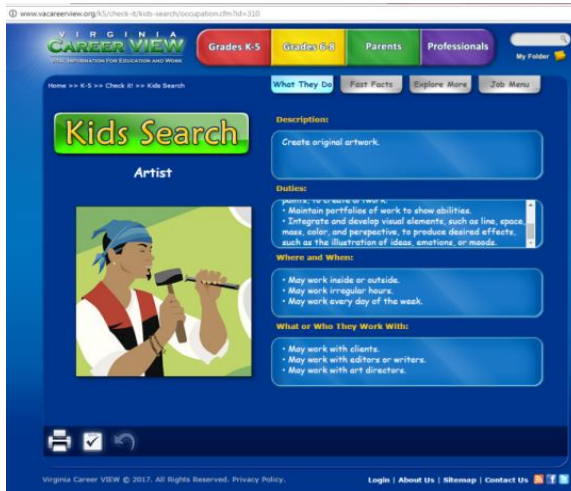 www.vacareerview.org/k5/check-it/kids-search/occupation.cfm?id=310
VIRGINIA
CAREER VIEW
VITAL INFORMATION FOR EDUCATION AND WORK
Grades K-5
Grades 6-8
Parents
Professionals
My Folder
Home >> K-5 >> Check it! >> Kids Search
What They Do
Fast Facts
Explore More
Job Menu
Kids Search
Artist
Description:
Create original artwork.
Duties:
paints, to create artwork.
• Maintain portfolios of work to show abilities.
• Integrate and develop visual elements, such as line, space,
mass, color, and perspective, to produce desired effects,
such as the illustration of ideas, emotions, or moods.
Where and When:
• May work inside or outside.
• May work irregular hours.
• May work every day of the week.
What or Who They Work With:
• May work with clients.
• May work with editors or writers.
• May work with art directors.
Virginia Career VIEW © 2017. All Rights Reserved. Privacy Policy.
Login | About Us | Sitemap | Contact Us